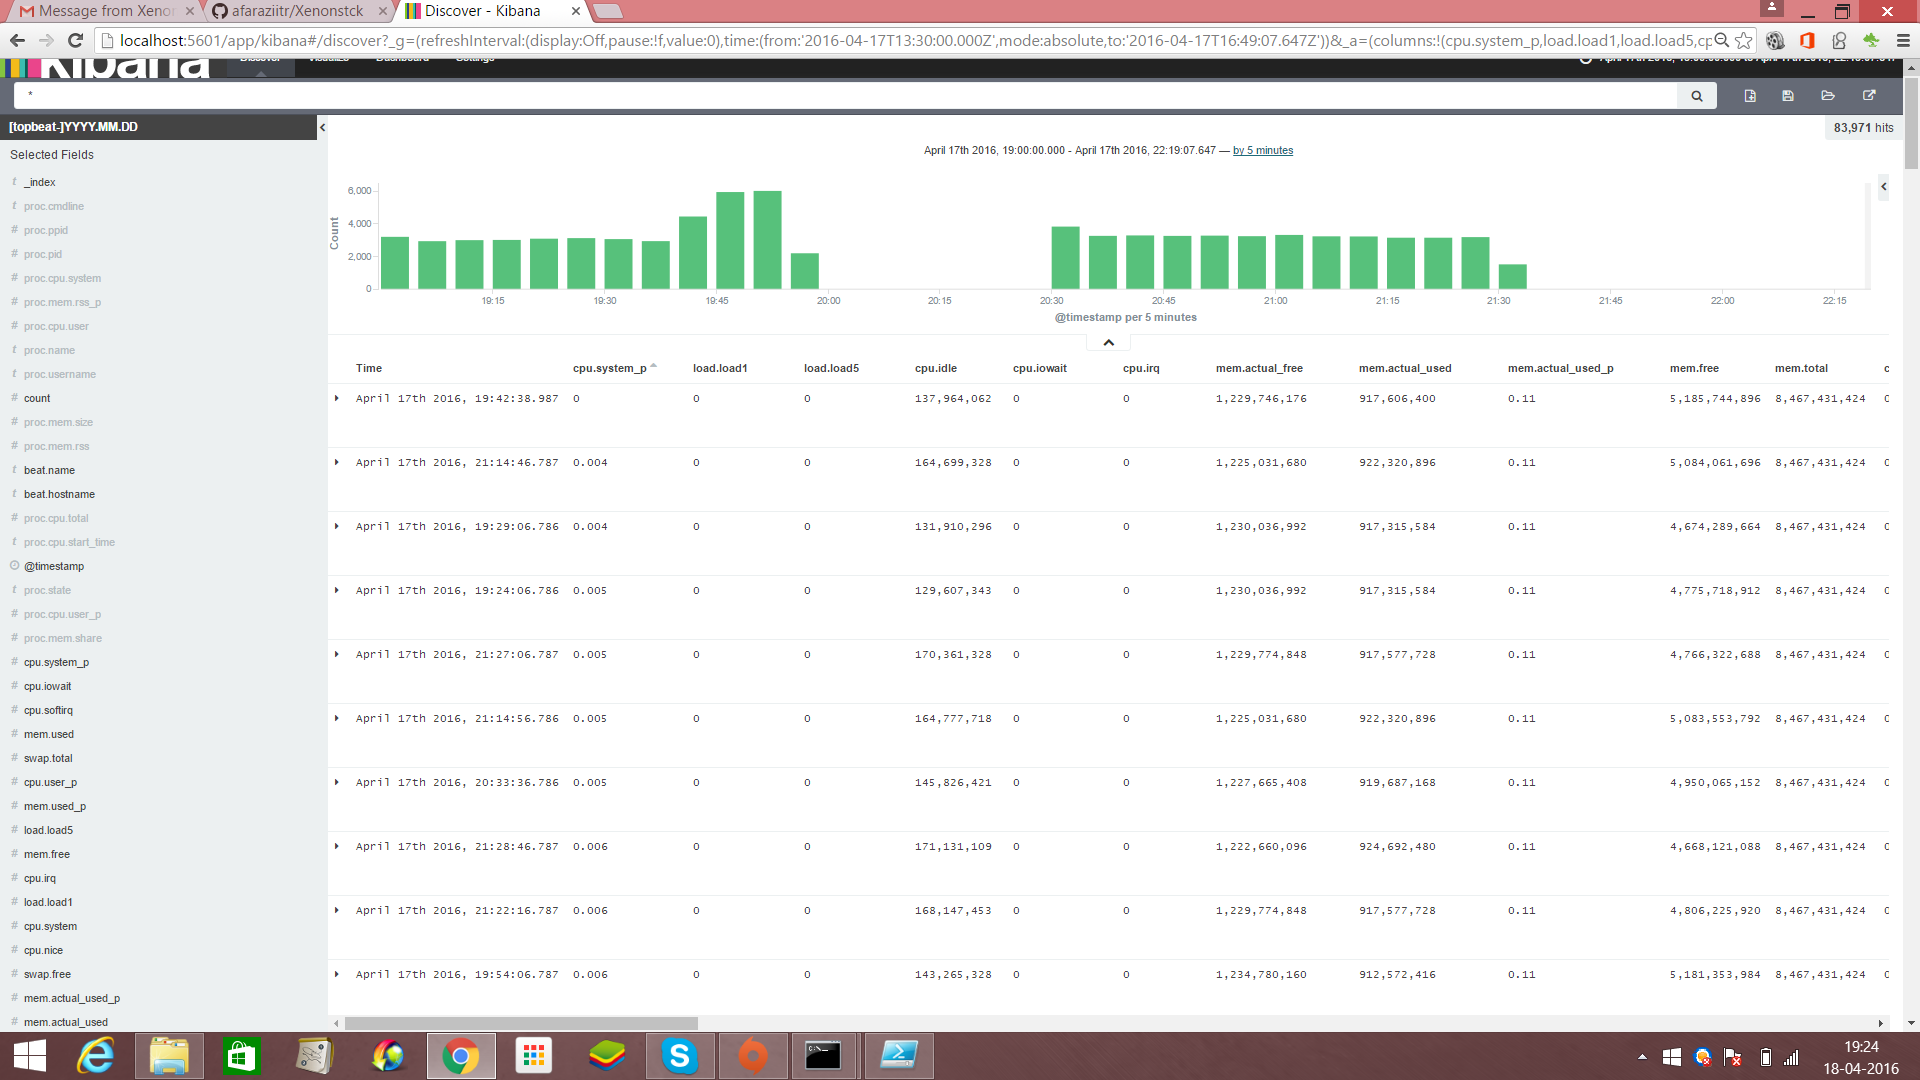 Message from Xenon
afaraziitr/Xenonstck
Discover - Kibana
localhost:5601/app/kibana#/discover?_g=(refreshInterval:(display:Off,pause:!f,value:0),time:(from:'2016-04-17T13:30:00.000Z',mode:absolute,to:'2016-04-17T16:49:07.647Z'))&_a=(columns:!(cpu.system_p,load.load1,load.load5,cp
kibana
Discover Visualize Dashboard Settings
*
[topbeat-]YYYY.MM.DD
83,971 hits
Selected Fields
t _index
t proc.cmdline
# proc.ppid
# proc.pid
# proc.cpu.system
# proc.mem.rss_p
# proc.cpu.user
t proc.name
t proc.username
# count
# proc.mem.size
# proc.mem.rss
t beat.name
t beat.hostname
# proc.cpu.total
t proc.cpu.start_time
@timestamp
t proc.state
# proc.cpu.user_p
# proc.mem.share
# cpu.system_p
# cpu.iowait
# cpu.softirq
# mem.used
# swap.total
# cpu.user_p
# mem.used_p
# load.load5
# mem.free
# cpu.irq
# load.load1
# cpu.system
# cpu.nice
# swap.free
# mem.actual_used_p
# mem.actual_used
April 17th 2016, 19:00:00.000 - April 17th 2016, 22:19:07.647 — by 5 minutes
Count
6,000
4,000
2,000
0
19:15 19:30 19:45 20:00 20:15 20:30 20:45 21:00 21:15 21:30 21:45 22:00 22:15
@timestamp per 5 minutes
Time cpu.system_p load.load1 load.load5 cpu.idle cpu.iowait cpu.irq mem.actual_free mem.actual_used mem.actual_used_p mem.free mem.total c
April 17th 2016, 19:42:38.987 0 0 0 137,964,062 0 0 1,229,746,176 917,606,400 0.11 5,185,744,896 8,467,431,424 0
April 17th 2016, 21:14:46.787 0.004 0 0 164,699,328 0 0 1,225,031,680 922,320,896 0.11 5,084,061,696 8,467,431,424 0
April 17th 2016, 19:29:06.786 0.004 0 0 131,910,296 0 0 1,230,036,992 917,315,584 0.11 4,674,289,664 8,467,431,424 0
April 17th 2016, 19:24:06.786 0.005 0 0 129,607,343 0 0 1,230,036,992 917,315,584 0.11 4,775,718,912 8,467,431,424 0
April 17th 2016, 21:27:06.787 0.005 0 0 170,361,328 0 0 1,229,774,848 917,577,728 0.11 4,766,322,688 8,467,431,424 0
April 17th 2016, 21:14:56.786 0.005 0 0 164,777,718 0 0 1,225,031,680 922,320,896 0.11 5,083,553,792 8,467,431,424 0
April 17th 2016, 20:33:36.786 0.005 0 0 145,826,421 0 0 1,227,665,408 919,687,168 0.11 4,950,065,152 8,467,431,424 0
April 17th 2016, 21:28:46.787 0.006 0 0 171,131,109 0 0 1,222,660,096 924,692,480 0.11 4,668,121,088 8,467,431,424 0
April 17th 2016, 21:22:16.787 0.006 0 0 168,147,453 0 0 1,229,774,848 917,577,728 0.11 4,806,225,920 8,467,431,424 0
April 17th 2016, 19:54:06.787 0.006 0 0 143,265,328 0 0 1,234,780,160 912,572,416 0.11 5,181,353,984 8,467,431,424 0
19:24
18-04-2016